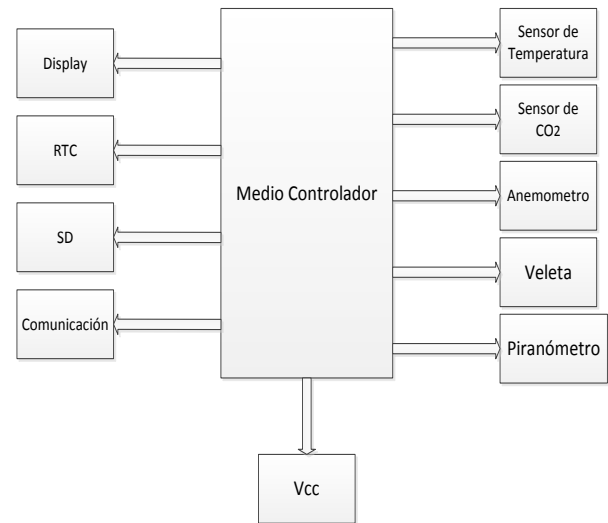 Display
RTC
SD
Comunicación
Medio Controlador
Sensor de
Temperatura
Sensor de
CO2
Anemometro
Veleta
Piranómetro
Vcc